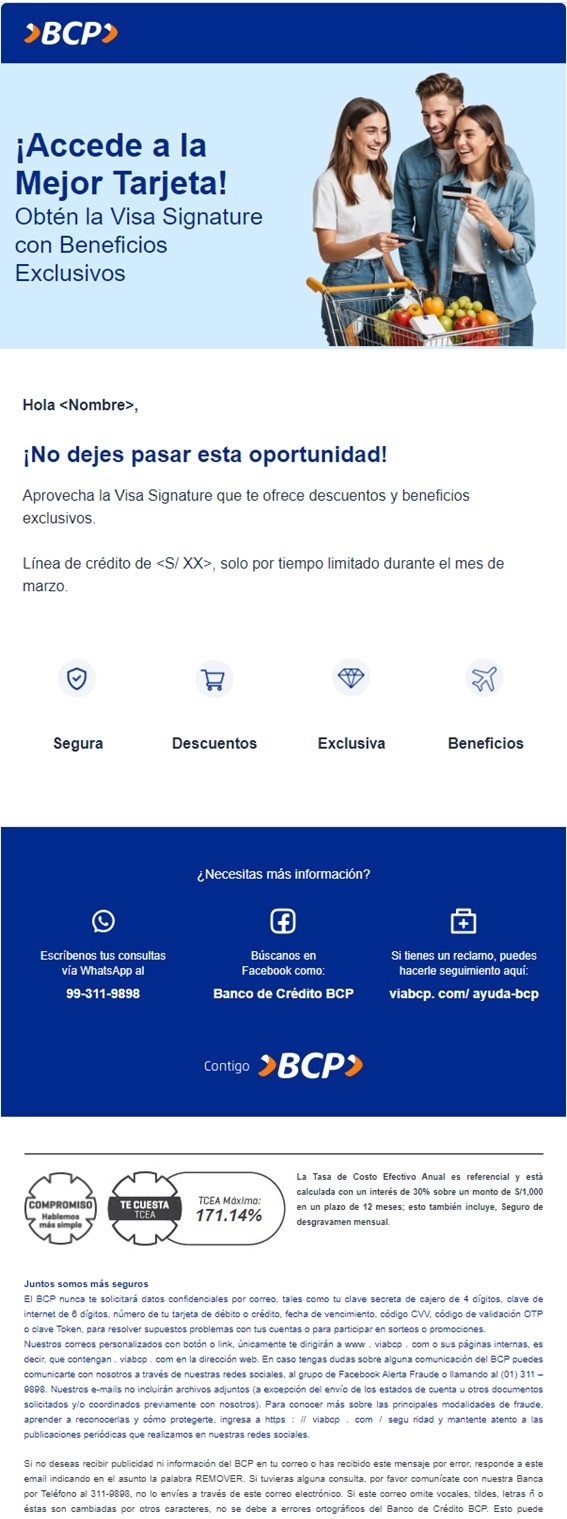 BCP
¡Accede a la
Mejor Tarjeta!
Obtén la Visa Signature
con Beneficios
Exclusivos
Hola <Nombre>,
¡No dejes pasar esta oportunidad!
Aprovecha la Visa Signature que te ofrece descuentos y beneficios
exclusivos.
Línea de crédito de <S/ XX>, solo por tiempo limitado durante el mes de
marzo.
Segura
Descuentos
Exclusiva
Beneficios
¿Necesitas más información?
Escríbenos tus consultas
vía WhatsApp al
99-311-9898
Búscanos en
Facebook como:
Banco de Crédito BCP
Si tienes un reclamo, puedes
hacerle seguimiento aquí:
viabcp. com/ ayuda-bcp
Contigo BCP
COMPROMISO
Hablemos
más simple
TE CUESTA
TCEA
TCEA Máxima:
171.14%
La Tasa de Costo Efectivo Anual es referencial y está
calculada con un interés de 30% sobre un monto de S/1,000
en un plazo de 12 meses; esto también incluye, Seguro de
desgravamen mensual.
Juntos somos más seguros
El BCP nunca te solicitará datos confidenciales por correo, tales como tu clave secreta de cajero de 4 dígitos, clave de
internet de 6 dígitos, número de tu tarjeta de débito o crédito, fecha de vencimiento, código CVV, código de validación OTP
o clave Token, para resolver supuestos problemas con tus cuentas o para participar en sorteos o promociones.
Nuestros correos personalizados con botón o link, únicamente te dirigirán a www . viabcp . com o sus páginas internas, es
decir, que contengan . viabcp . com en la dirección web. En caso tengas dudas sobre alguna comunicación del BCP puedes
comunicarte con nosotros a través de nuestras redes sociales, al grupo de Facebook Alerta Fraude o llamando al (01) 311 –
9898. Nuestros e-mails no incluirán archivos adjuntos (a excepción del envío de los estados de cuenta u otros documentos
solicitados y/o coordinados previamente con nosotros). Para conocer más sobre las principales modalidades de fraude,
aprender a reconocerlas y cómo protegerte, ingresa a https : // viabcp . com / segu ridad y mantente atento a las
publicaciones periódicas que realizamos en nuestras redes sociales.
Si no deseas recibir publicidad ni información del BCP en tu correo o has recibido este mensaje por error, responde a este
email indicando en el asunto la palabra REMOVER. Si tuvieras alguna consulta, por favor comunícate con nuestra Banca
por Teléfono al 311-9898, no lo envíes a través de este correo electrónico. Si este correo omite vocales, tildes, letras ñ o
éstas son cambiadas por otros caracteres, no se debe a errores ortográficos del Banco de Crédito BCP. Esto puede